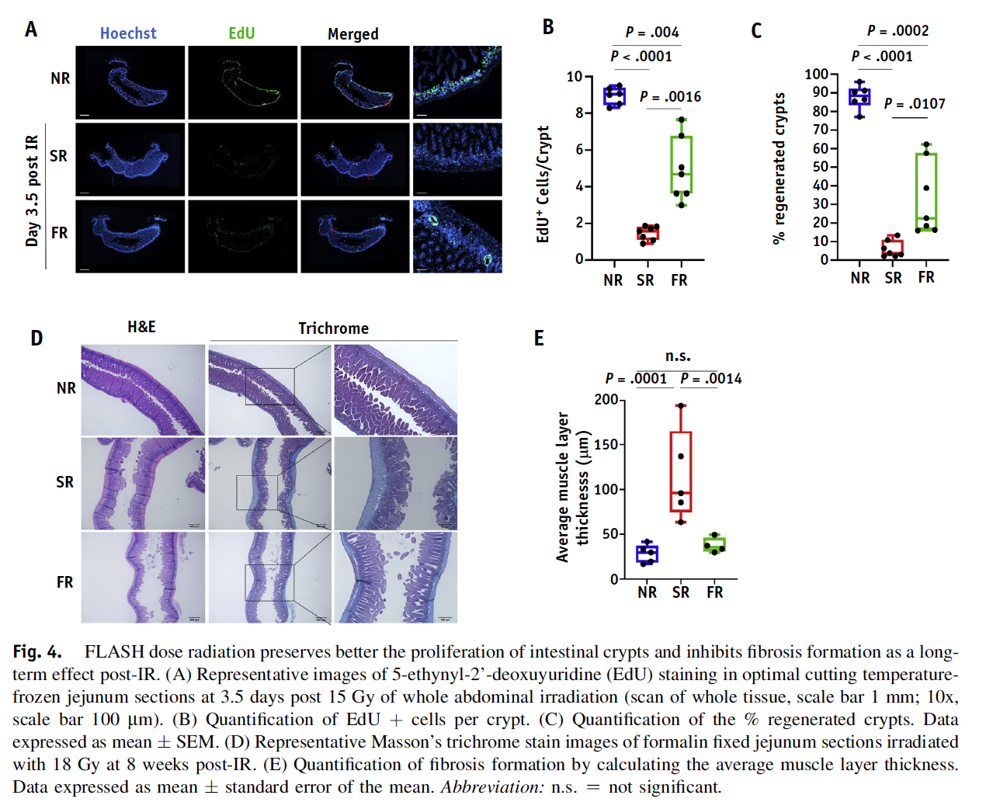 A
Hoechst
EdU
Merged
NR
SR
FR
Day 3.5 post IR
B
P = .004
P < .0001
P = .0016
EdU+ Cells/Crypt
10
8
6
4
2
0
NR SR FR
C
P = .0002
P < .0001
P = .0107
% regenerated crypts
100
90
80
70
60
50
40
30
20
10
0
NR SR FR
D
H&E
Trichrome
NR
SR
FR
E
n.s.
P = .0001 P = .0014
Average muscle layer
thicknesss (μm)
200
150
100
50
0
NR SR FR
Fig. 4. FLASH dose radiation preserves better the proliferation of intestinal crypts and inhibits fibrosis formation as a long-
term effect post-IR. (A) Representative images of 5-ethynyl-2’-deoxuyuridine (EdU) staining in optimal cutting temperature-
frozen jejunum sections at 3.5 days post 15 Gy of whole abdominal irradiation (scan of whole tissue, scale bar 1 mm; 10x,
scale bar 100 μm). (B) Quantification of EdU + cells per crypt. (C) Quantification of the % regenerated crypts. Data
expressed as mean ± SEM. (D) Representative Masson’s trichrome stain images of formalin fixed jejunum sections irradiated
with 18 Gy at 8 weeks post-IR. (E) Quantification of fibrosis formation by calculating the average muscle layer thickness.
Data expressed as mean ± standard error of the mean. Abbreviation: n.s. = not significant.